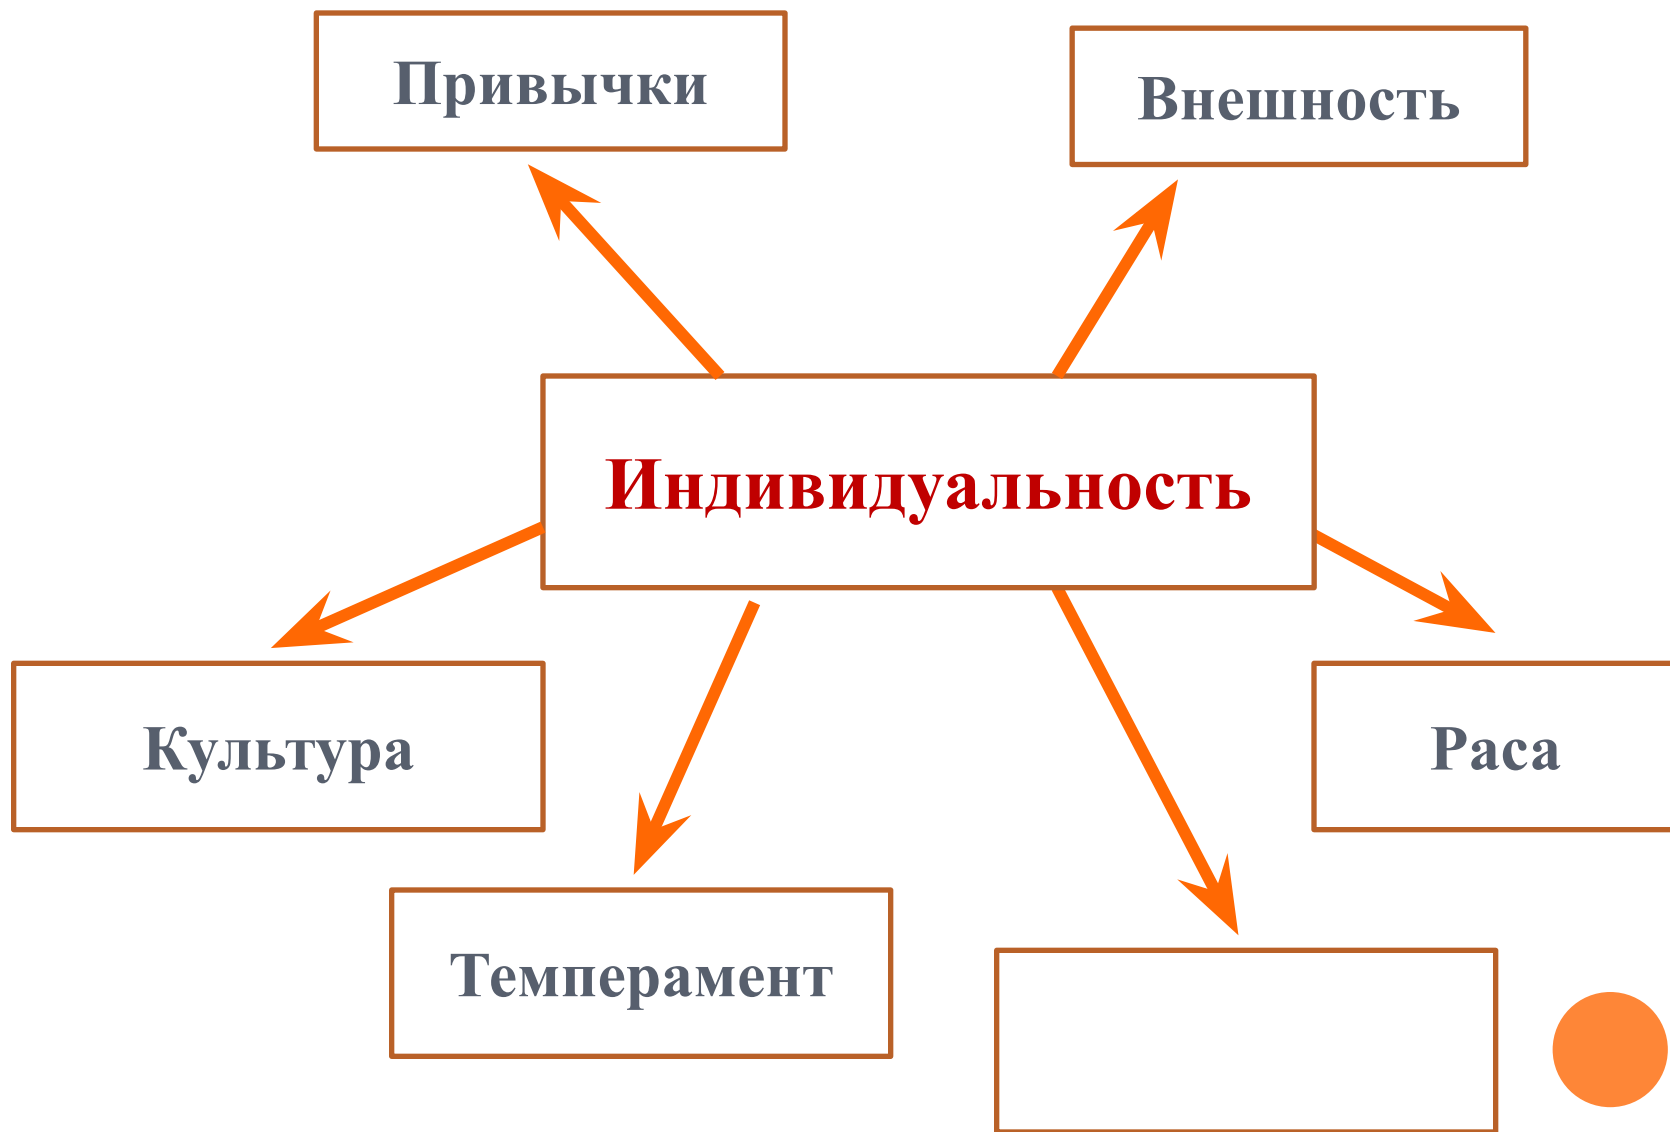 Привычки
Внешность
Индивидуальность
Культура
Раса
Темперамент